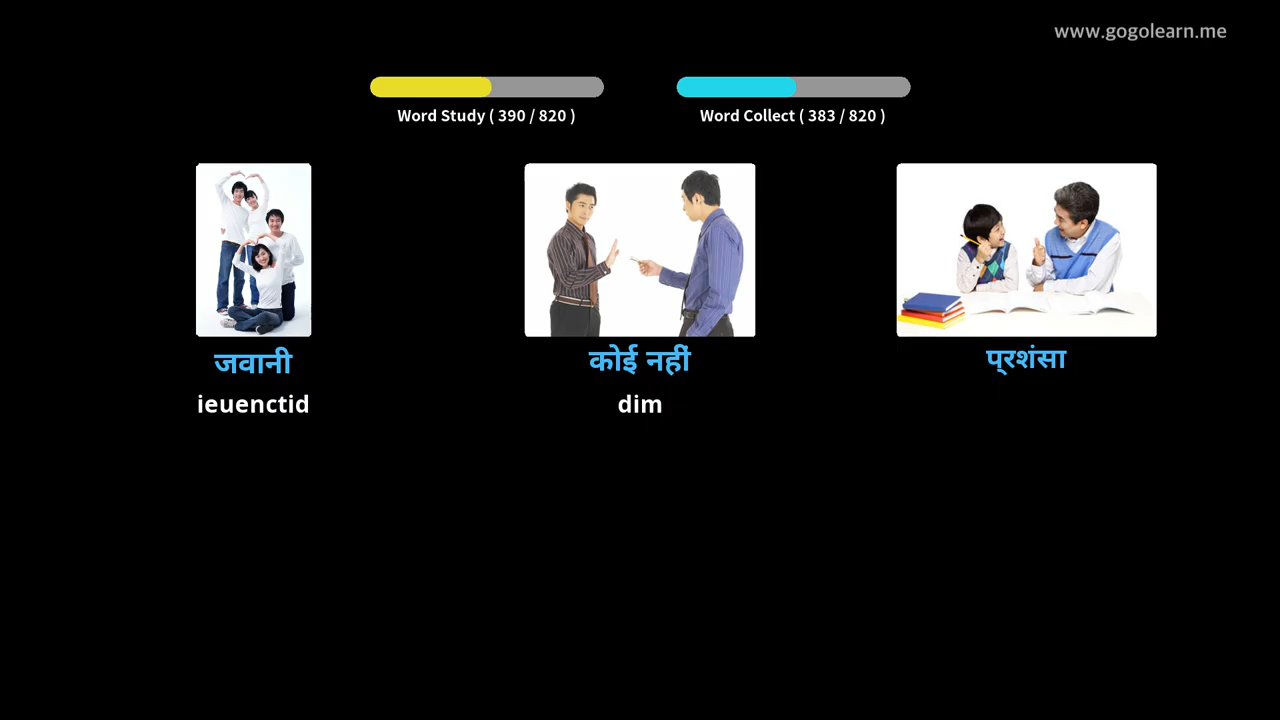 www.gogolearn.me
Word Study ( 390 / 820 )
Word Collect ( 383 / 820 )
जवानी
कोई नहीं
प्रशंसा
ieuenctid
dim